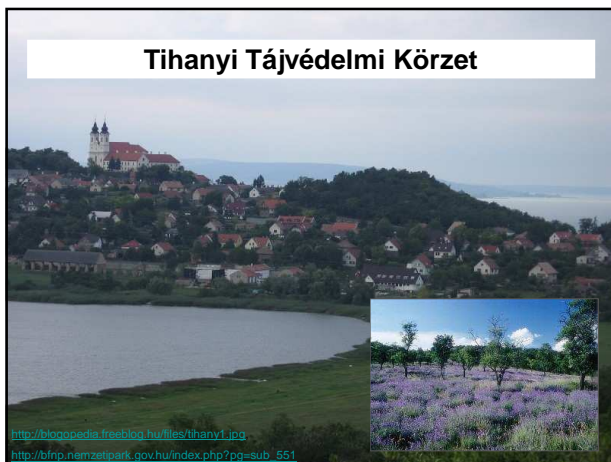 Tihanyi Tájvédelmi Körzet
http://blogopedia.freeblog.hu/files/tihany1.jpg
http://bfnp.nemzetipark.gov.hu/index.php?pg=sub_551